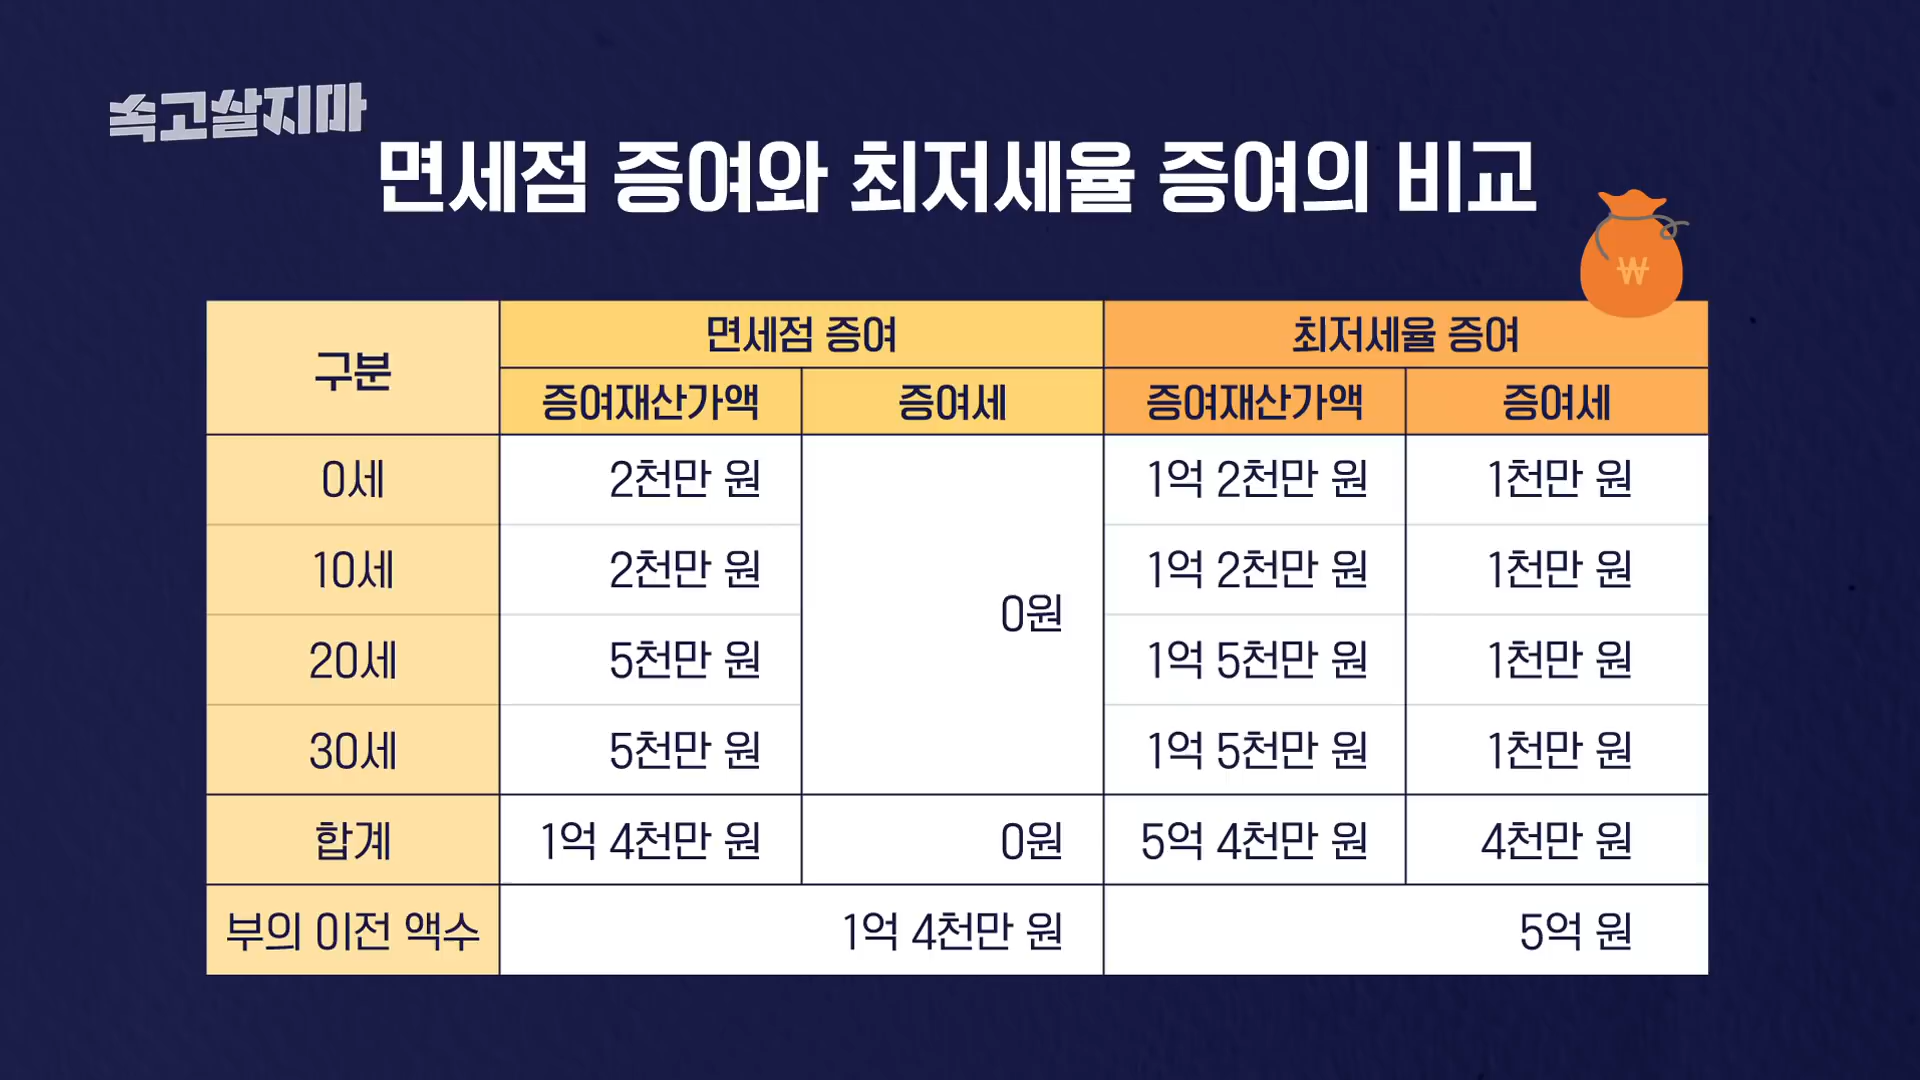 속고살지마
면세점 증여와 최저세율 증여의 비교
₩
구분 면세점 증여 최저세율 증여
증여재산가액 증여세 증여재산가액 증여세
0세 2천만 원 1억 2천만 원 1천만 원
10세 2천만 원 1억 2천만 원 1천만 원
0원
20세 5천만 원 1억 5천만 원 1천만 원
30세 5천만 원 1억 5천만 원 1천만 원
합계 1억 4천만 원 0원 5억 4천만 원 4천만 원
부의 이전 액수 1억 4천만 원 5억 원